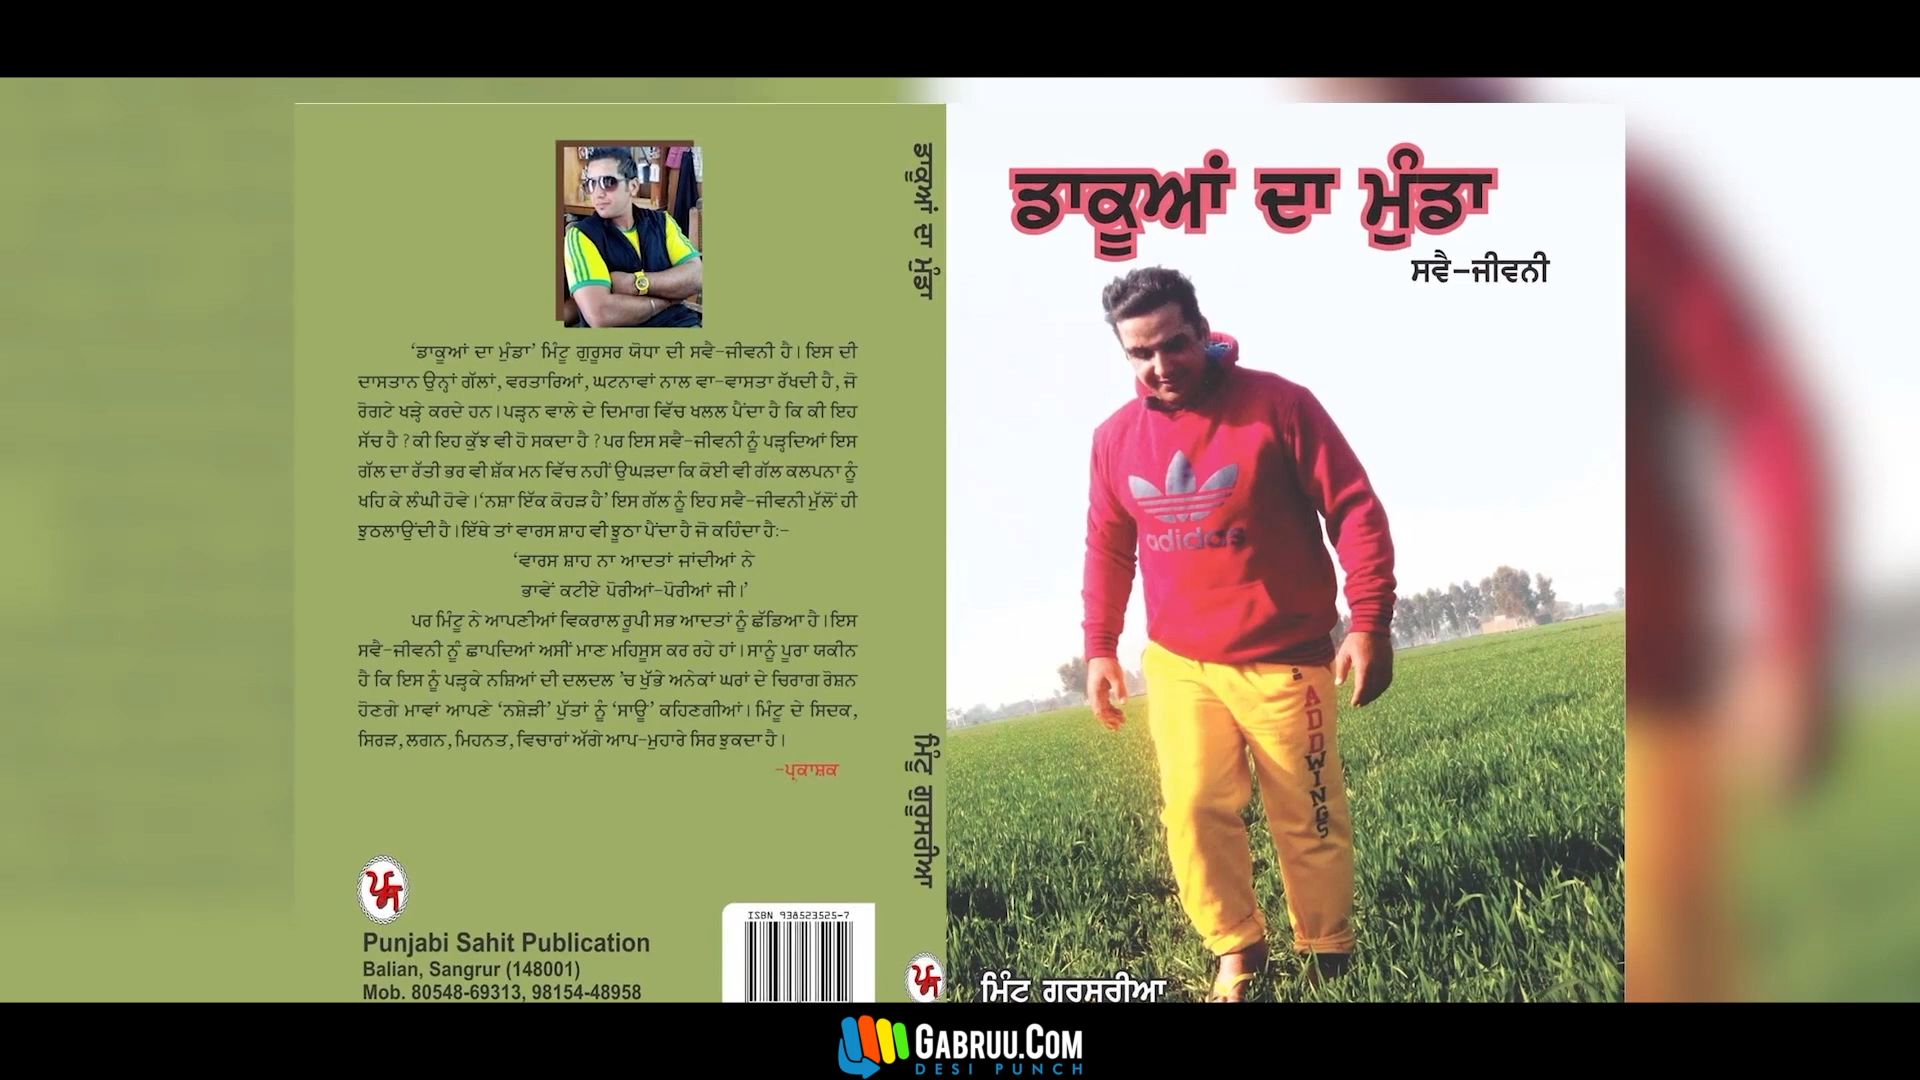 ‘ਡਾਕੂਆਂ ਦਾ ਮੁੰਡਾ’ ਮਿੰਟੂ ਗੁਰੂਸਰ ਯੋਧਾ ਦੀ ਸਵੈ-ਜੀਵਨੀ ਹੈ। ਇਸ ਦੀ
ਦਾਸਤਾਨ ਉਨ੍ਹਾਂ ਗੱਲਾਂ, ਵਰਤਾਰਿਆਂ, ਘਟਨਾਵਾਂ ਨਾਲ ਵਾ-ਵਾਸਤਾ ਰੱਖਦੀ ਹੈ, ਜੋ
ਰੋਗਟੇ ਖੜ੍ਹੇ ਕਰਦੇ ਹਨ। ਪੜ੍ਹਨ ਵਾਲੇ ਦੇ ਦਿਮਾਗ ਵਿੱਚ ਖਲਲ ਪੈਂਦਾ ਹੈ ਕਿ ਕੀ ਇਹ
ਸੱਚ ਹੈ ? ਕੀ ਇਹ ਕੁੱਝ ਵੀ ਹੋ ਸਕਦਾ ਹੈ ? ਪਰ ਇਸ ਸਵੈ-ਜੀਵਨੀ ਨੂੰ ਪੜ੍ਹਦਿਆਂ ਇਸ
ਗੱਲ ਦਾ ਰੱਤੀ ਭਰ ਵੀ ਸ਼ੱਕ ਮਨ ਵਿੱਚ ਨਹੀਂ ਉਘੜਦਾ ਕਿ ਕੋਈ ਵੀ ਗੱਲ ਕਲਪਨਾ ਨੂੰ
ਖਹਿ ਕੇ ਲੰਘੀ ਹੋਵੇ। ‘ਨਸ਼ਾ ਇੱਕ ਕੋਹੜ ਹੈ’ ਇਸ ਗੱਲ ਨੂੰ ਇਹ ਸਵੈ-ਜੀਵਨੀ ਮੁੱਲੋਂ ਹੀ
ਝੁਠਲਾਉਂਦੀ ਹੈ। ਇੱਥੇ ਤਾਂ ਵਾਰਸ ਸ਼ਾਹ ਵੀ ਝੂਠਾ ਪੈਂਦਾ ਹੈ ਜੋ ਕਹਿੰਦਾ ਹੈ:-
‘ਵਾਰਸ ਸ਼ਾਹ ਨਾ ਆਦਤਾਂ ਜਾਂਦੀਆਂ ਨੇ
ਭਾਵੇਂ ਕਟੀਏ ਪੋਰੀਆਂ-ਪੋਰੀਆਂ ਜੀ।’
ਪਰ ਮਿੰਟੂ ਨੇ ਆਪਣੀਆਂ ਵਿਕਰਾਲ ਰੂਪੀ ਸਭ ਆਦਤਾਂ ਨੂੰ ਛੱਡਿਆ ਹੈ। ਇਸ
ਸਵੈ-ਜੀਵਨੀ ਨੂੰ ਛਾਪਦਿਆਂ ਅਸੀਂ ਮਾਣ ਮਹਿਸੂਸ ਕਰ ਰਹੇ ਹਾਂ। ਸਾਨੂੰ ਪੂਰਾ ਯਕੀਨ
ਹੈ ਕਿ ਇਸ ਨੂੰ ਪੜ੍ਹਕੇ ਨਸ਼ਿਆਂ ਦੀ ਦਲਦਲ ’ਚ ਖੁੱਭੇ ਅਨੇਕਾਂ ਘਰਾਂ ਦੇ ਚਿਰਾਗ ਰੋਸ਼ਨ
ਹੋਣਗੇ ਮਾਵਾਂ ਆਪਣੇ ‘ਨਸ਼ੇੜੀ’ ਪੁੱਤਾਂ ਨੂੰ ‘ਸਾਊ’ ਕਹਿਣਗੀਆਂ। ਮਿੰਟੂ ਦੇ ਸਿਦਕ,
ਸਿਰੜ, ਲਗਨ, ਮਿਹਨਤ, ਵਿਚਾਰਾਂ ਅੱਗੇ ਆਪ-ਮੁਹਾਰੇ ਸਿਰ ਝੁਕਦਾ ਹੈ।
-ਪ੍ਰਕਾਸ਼ਕ
ਪਸ
Punjabi Sahit Publication
Balian, Sangrur (148001)
Mob. 80548-69313, 98154-48958
ISBN 938523525-7
ਡਾਕੂਆਂ ਦਾ ਮੁੰਡਾ
ਮਿੰਟੂ ਗੁਰੂਸਰੀਆ
ਪਸ
ਡਾਕੂਆਂ ਦਾ ਮੁੰਡਾ
ਸਵੈ-ਜੀਵਨੀ
adidas
ADDWINGS
ਮਿੰਟੂ ਗੁਰੂਸਰੀਆ
GABRUU.COM
DESI PUNCH